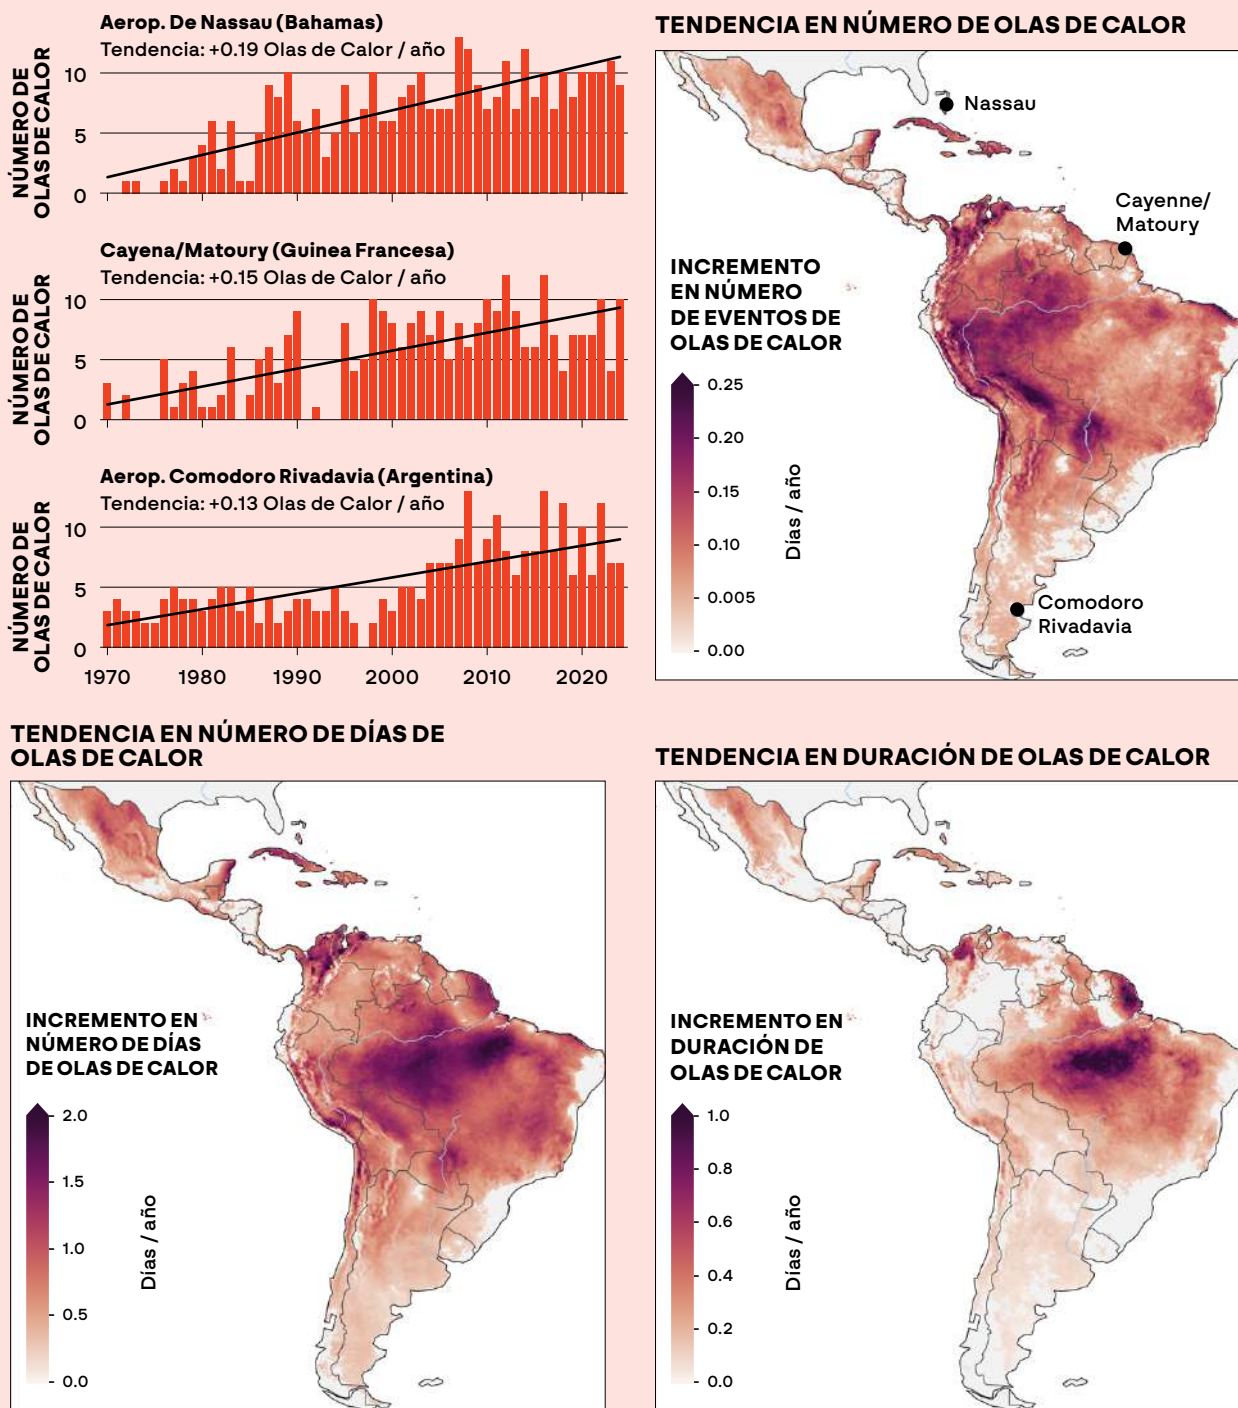 Aerop. De Nassau (Bahamas)
Tendencia: +0.19 Olas de Calor / año
NÚMERO DE
OLAS DE CALOR
10
5
0
Cayena/Matoury (Guinea Francesa)
Tendencia: +0.15 Olas de Calor / año
NÚMERO DE
OLAS DE CALOR
10
5
0
Aerop. Comodoro Rivadavia (Argentina)
Tendencia: +0.13 Olas de Calor / año
NÚMERO DE
OLAS DE CALOR
10
5
0
1970 1980 1990 2000 2010 2020
TENDENCIA EN NÚMERO DE OLAS DE CALOR
Nassau
Cayenne/
Matoury
INCREMENTO
EN NÚMERO
DE EVENTOS DE
OLAS DE CALOR
0.25
0.20
0.15
0.10
0.005
0.00
Días / año
Comodoro
Rivadavia
TENDENCIA EN NÚMERO DE DÍAS DE
OLAS DE CALOR
INCREMENTO EN
NÚMERO DE DÍAS
DE OLAS DE CALOR
2.0
1.5
1.0
0.5
0.0
Días / año
TENDENCIA EN DURACIÓN DE OLAS DE CALOR
INCREMENTO EN
DURACIÓN DE
OLAS DE CALOR
1.0
0.8
0.6
0.4
0.2
0.0
Días / año